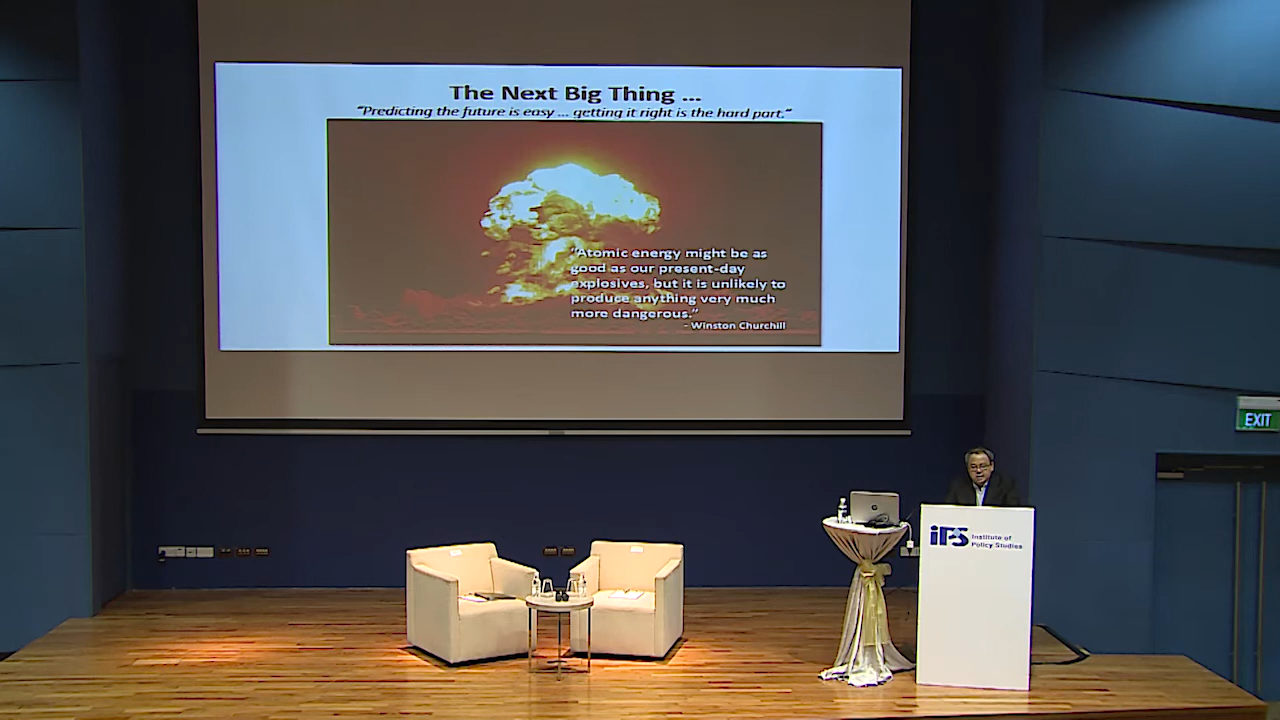 The Next Big Thing ...
“Predicting the future is easy ... getting it right is the hard part.”
“Atomic energy might be as
good as our present-day
explosives, but it is unlikely to
produce anything very much
more dangerous.”
- Winston Churchill
EXIT
iPS Institute of
Policy Studies